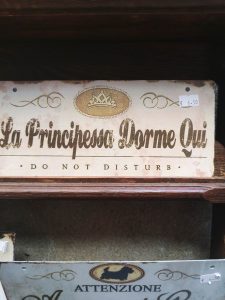 La Principessa Dorme Qui
· DO NOT DISTURB ·
ATTENZIONE